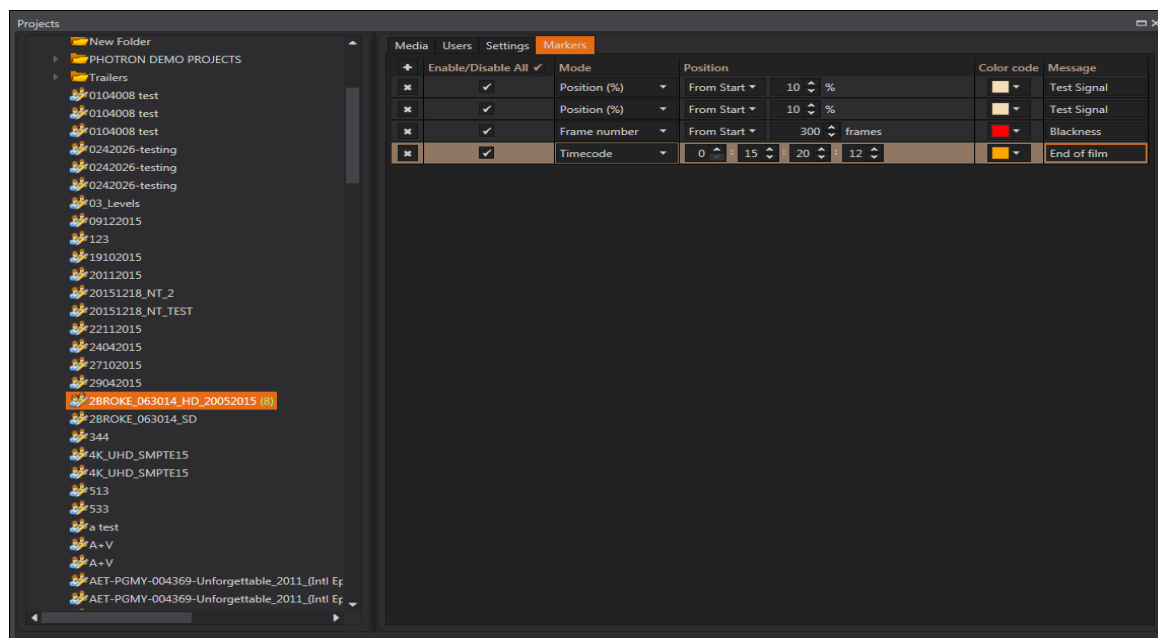 Projects
New Folder
PHOTRON DEMO PROJECTS
Trailers
0104008 test
0104008 test
0104008 test
0242026-testing
0242026-testing
0242026-testing
03_Levels
09122015
123
19102015
20112015
20151218_NT_2
20151218_NT_TEST
22112015
24042015
27102015
29042015
2BROKE_063014_HD_20052015 (8)
2BROKE_063014_SD
344
4K_UHD_SMPTE15
4K_UHD_SMPTE15
513
533
a test
A+V
A+V
AET-PGMY-004369-Unforgettable_2011_(Intl Ep
AET-PGMY-004369-Unforgettable_2011_(Intl Ep
Media Users Settings Markers
Enable/Disable All Mode Position Color code Message
Position (%) From Start 10 % Test Signal
Position (%) From Start 10 % Test Signal
Frame number From Start 300 frames Blackness
Timecode 0 : 15 : 20 : 12 End of film